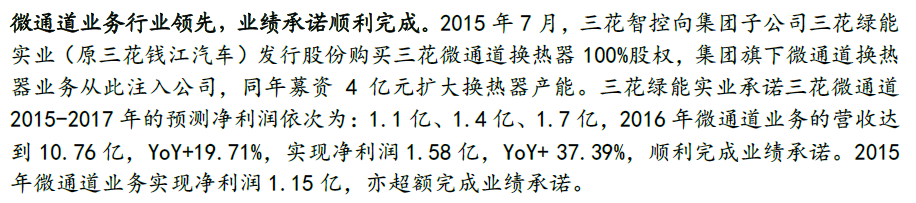 微通道业务行业领先，业绩承诺顺利完成。2015 年 7 月，三花智控向集团子公司三花绿能
实业（原三花钱江汽车）发行股份购买三花微通道换热器 100%股权，集团旗下微通道换热
器业务从此注入公司，同年募资 4 亿元扩大换热器产能。三花绿能实业承诺三花微通道
2015-2017 年的预测净利润依次为：1.1 亿、1.4 亿、1.7 亿，2016 年微通道业务的营收达
到 10.76 亿，YoY+19.71%，实现净利润 1.58 亿，YoY+ 37.39%，顺利完成业绩承诺。2015
年微通道业务实现净利润 1.15 亿，亦超额完成业绩承诺。